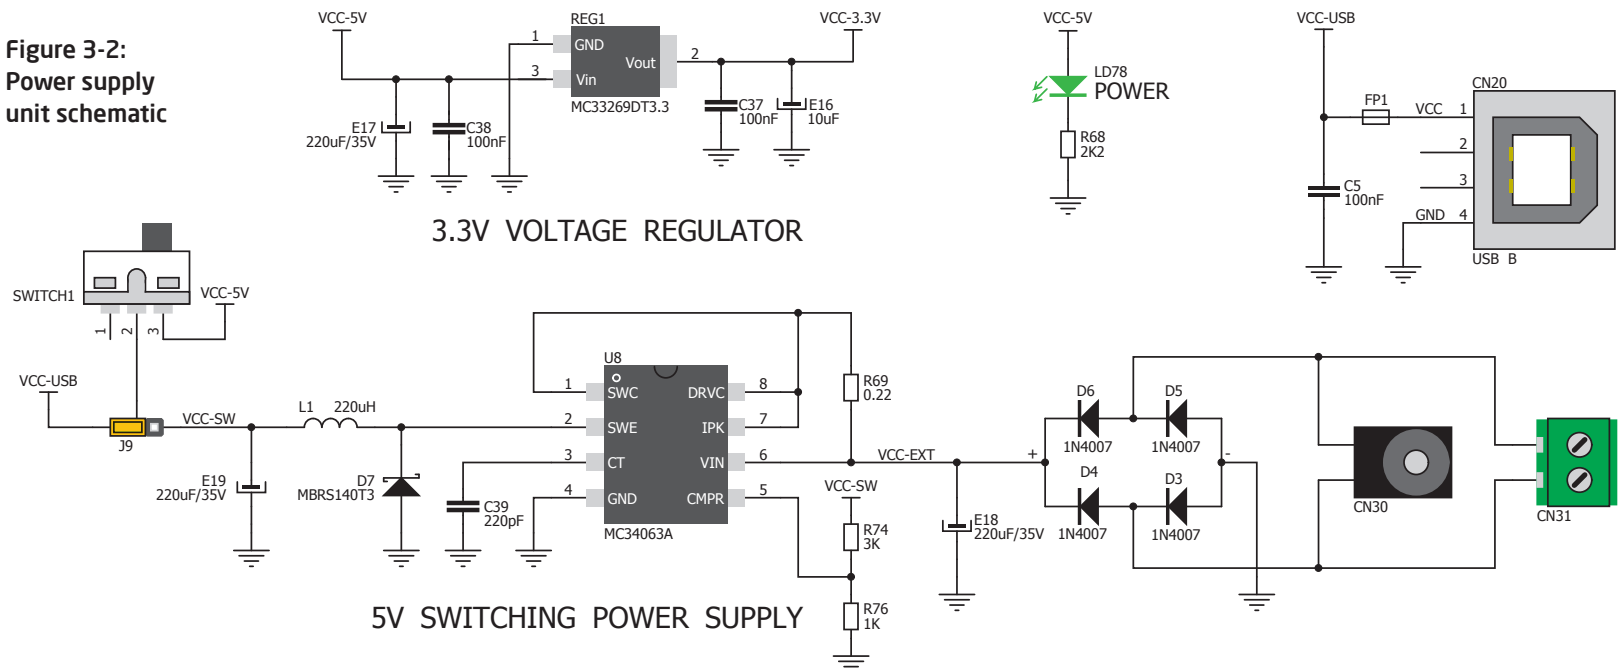 Figure 3-2:
Power supply
unit schematic
VCC-5V
REG1
VCC-3.3V
1
GND
Vout
2
3
Vin
MC33269DT3.3
E17
220uF/35V
C38
100nF
C37
100nF
E16
10uF
3.3V VOLTAGE REGULATOR
VCC-5V
LD78
POWER
R68
2K2
VCC-USB
CN20
FP1
VCC
1
2
3
GND
4
C5
100nF
USB B
SWITCH1
VCC-5V
1
2
3
VCC-USB
J9
VCC-SW
L1
220uH
E19
220uF/35V
D7
MBRS140T3
C39
220pF
U8
1
SWC
DRVC
8
2
SWE
IPK
7
3
CT
VIN
6
4
GND
CMPR
5
MC34063A
R69
0.22
VCC-EXT
VCC-SW
R74
3K
R76
1K
E18
220uF/35V
5V SWITCHING POWER SUPPLY
D6
1N4007
D5
1N4007
+
-
D4
1N4007
D3
1N4007
CN30
CN31